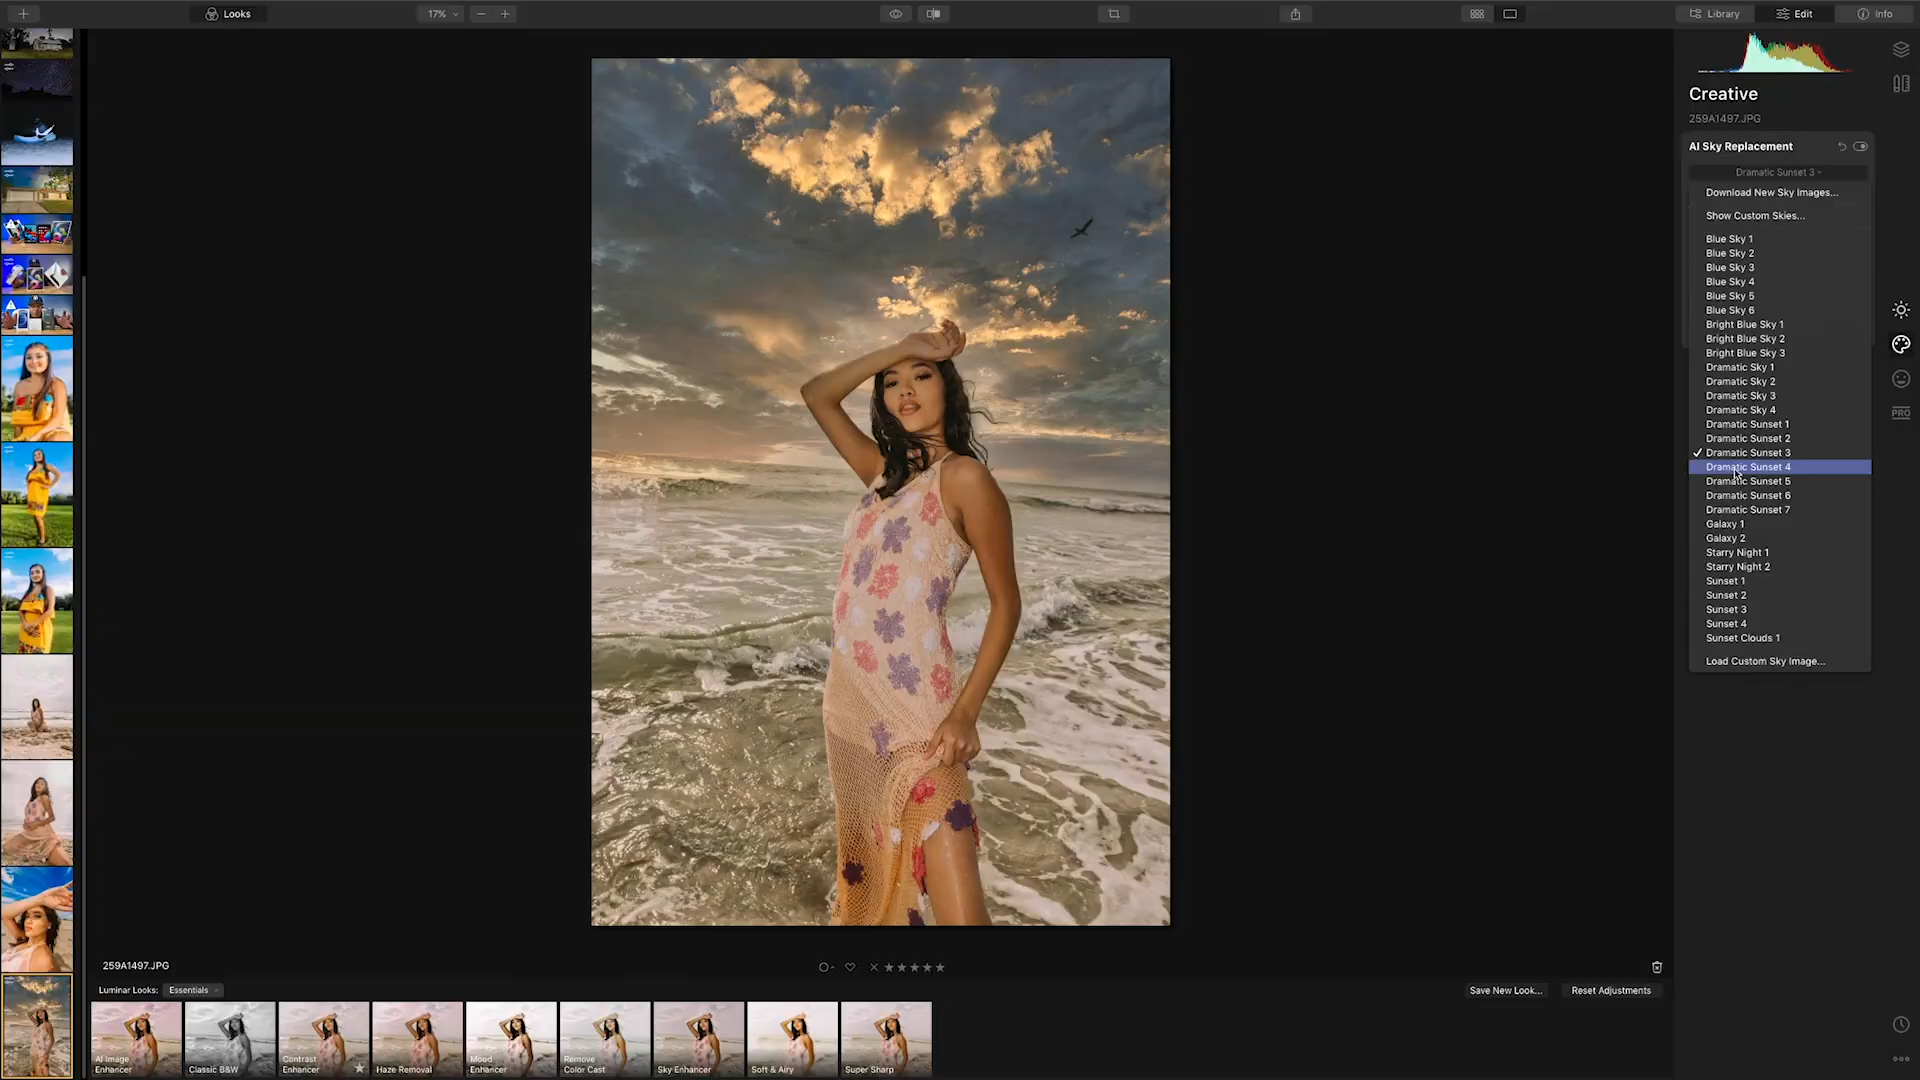 Looks
17%
Library
Edit
Info
Creative
259A1497.JPG
AI Sky Replacement
Dramatic Sunset 3
Download New Sky Images...
Show Custom Skies...
Blue Sky 1
Blue Sky 2
Blue Sky 3
Blue Sky 4
Blue Sky 5
Blue Sky 6
Bright Blue Sky 1
Bright Blue Sky 2
Bright Blue Sky 3
Dramatic Sky 1
Dramatic Sky 2
Dramatic Sky 3
Dramatic Sky 4
Dramatic Sunset 1
Dramatic Sunset 2
Dramatic Sunset 3
Dramatic Sunset 4
Dramatic Sunset 5
Dramatic Sunset 6
Dramatic Sunset 7
Galaxy 1
Galaxy 2
Starry Night 1
Starry Night 2
Sunset 1
Sunset 2
Sunset 3
Sunset 4
Sunset Clouds 1
Load Custom Sky Image...
PRO
259A1497.JPG
Luminar Looks: Essentials
Save New Look...
Reset Adjustments
AI Image
Enhancer
Classic B&W
Contrast
Enhancer
Haze Removal
Mood
Enhancer
Remove
Color Cast
Sky Enhancer
Soft & Airy
Super Sharp